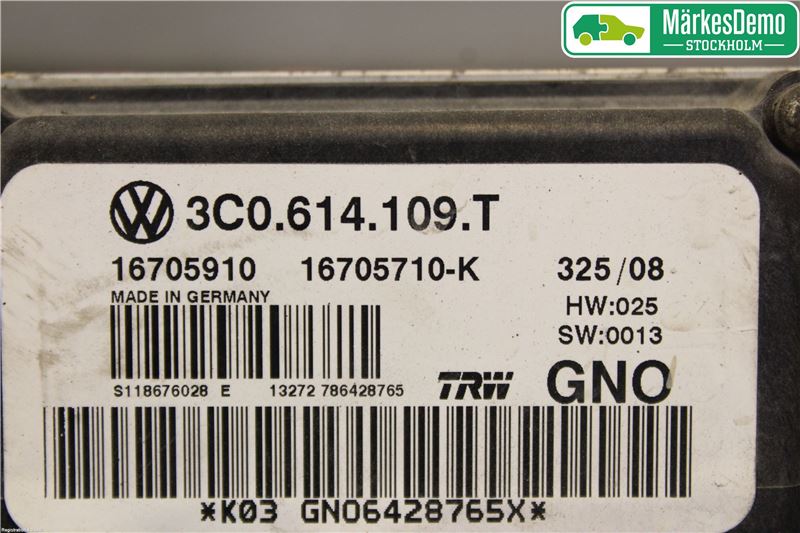 MärkesDemo
STOCKHOLM
3C0.614.109.T
16705910 16705710-K 325/08
MADE IN GERMANY HW:025
SW:0013
S118676028 E 13272 786428765 TRW GNO
*K03 GNO6428765X*